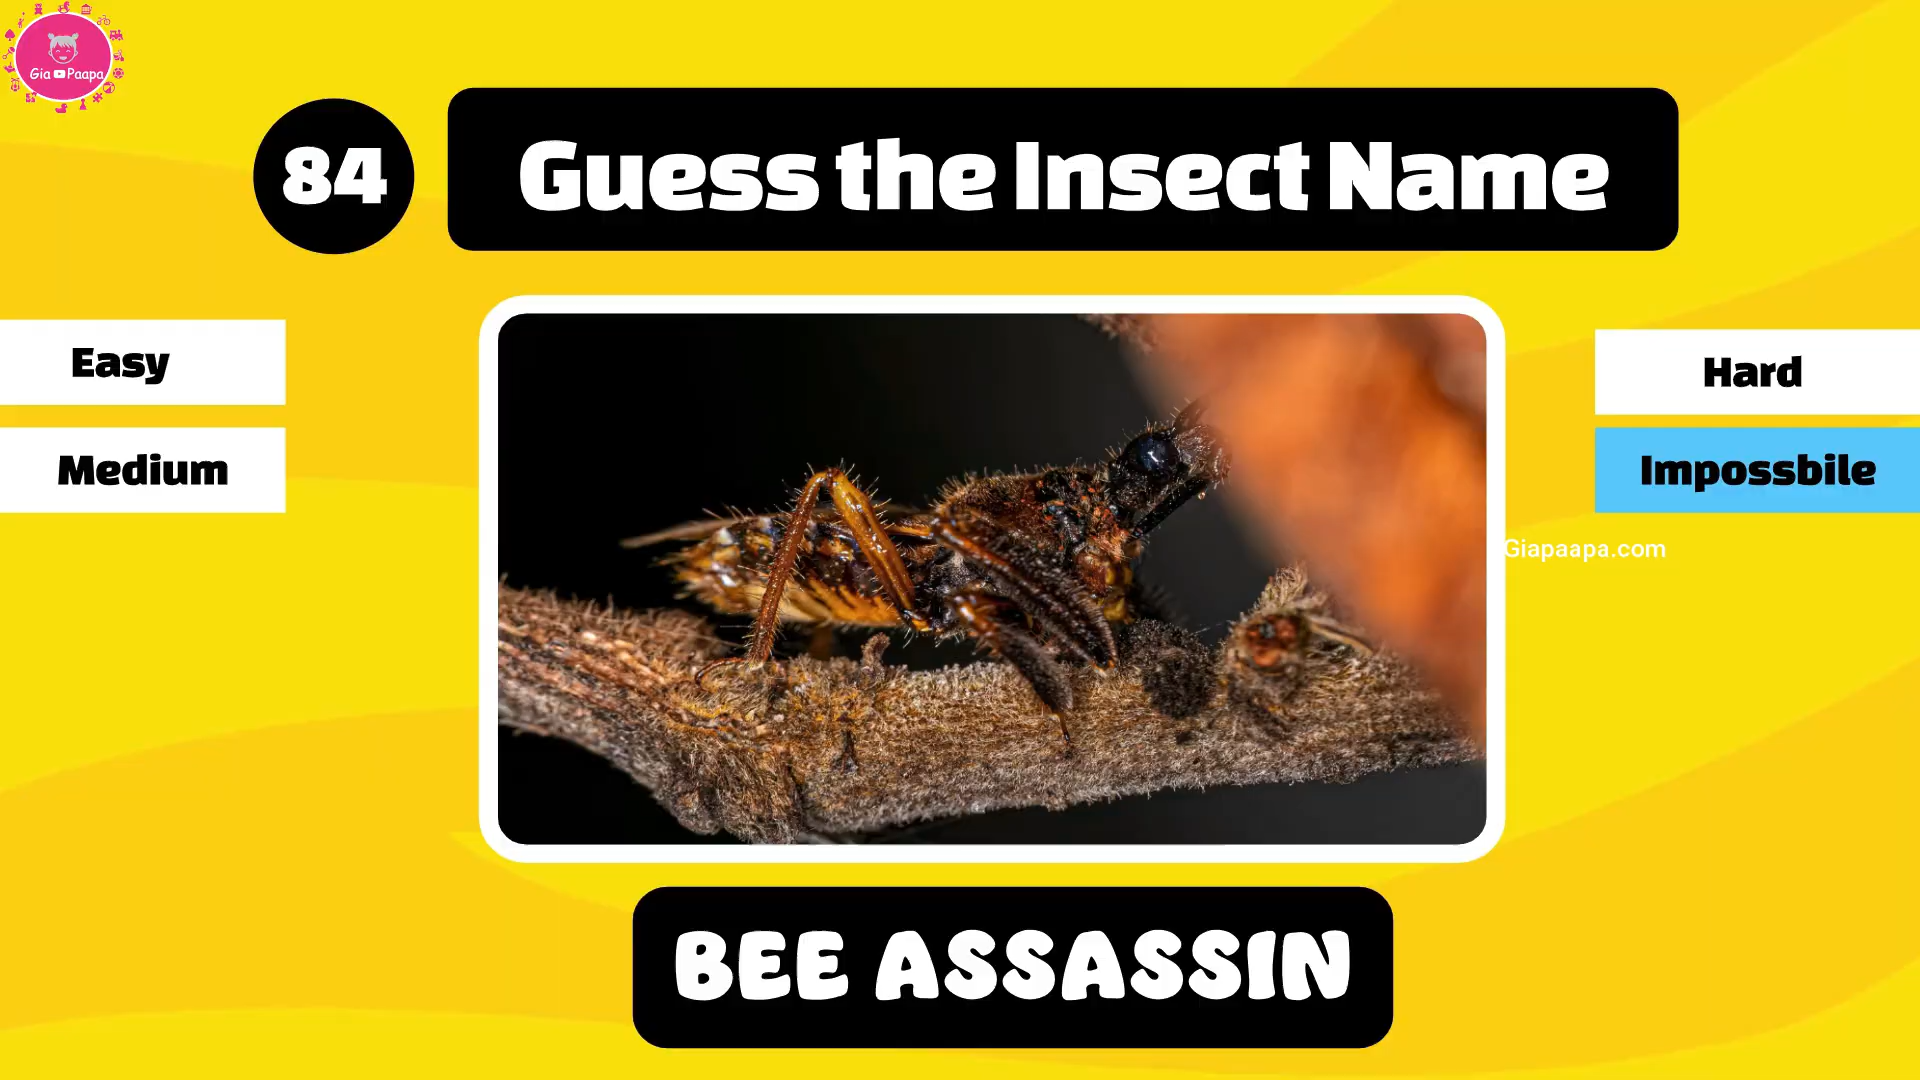 Gia Paapa
84
Guess the Insect Name
Easy
Medium
Hard
Impossbile
Giapaapa.com
BEE ASSASSIN